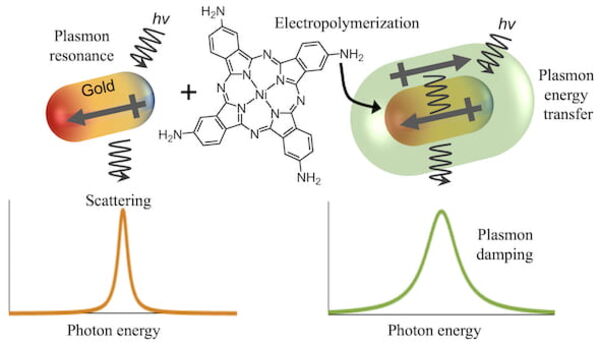 hν
Plasmon
resonance
Gold
Scattering
+
H₂N
NH₂
H₂N
NH₂
N
N
N
N
Ni
N
N
N
N
Electropolymerization
hν
Plasmon
energy
transfer
Photon energy
Plasmon
damping
Photon energy